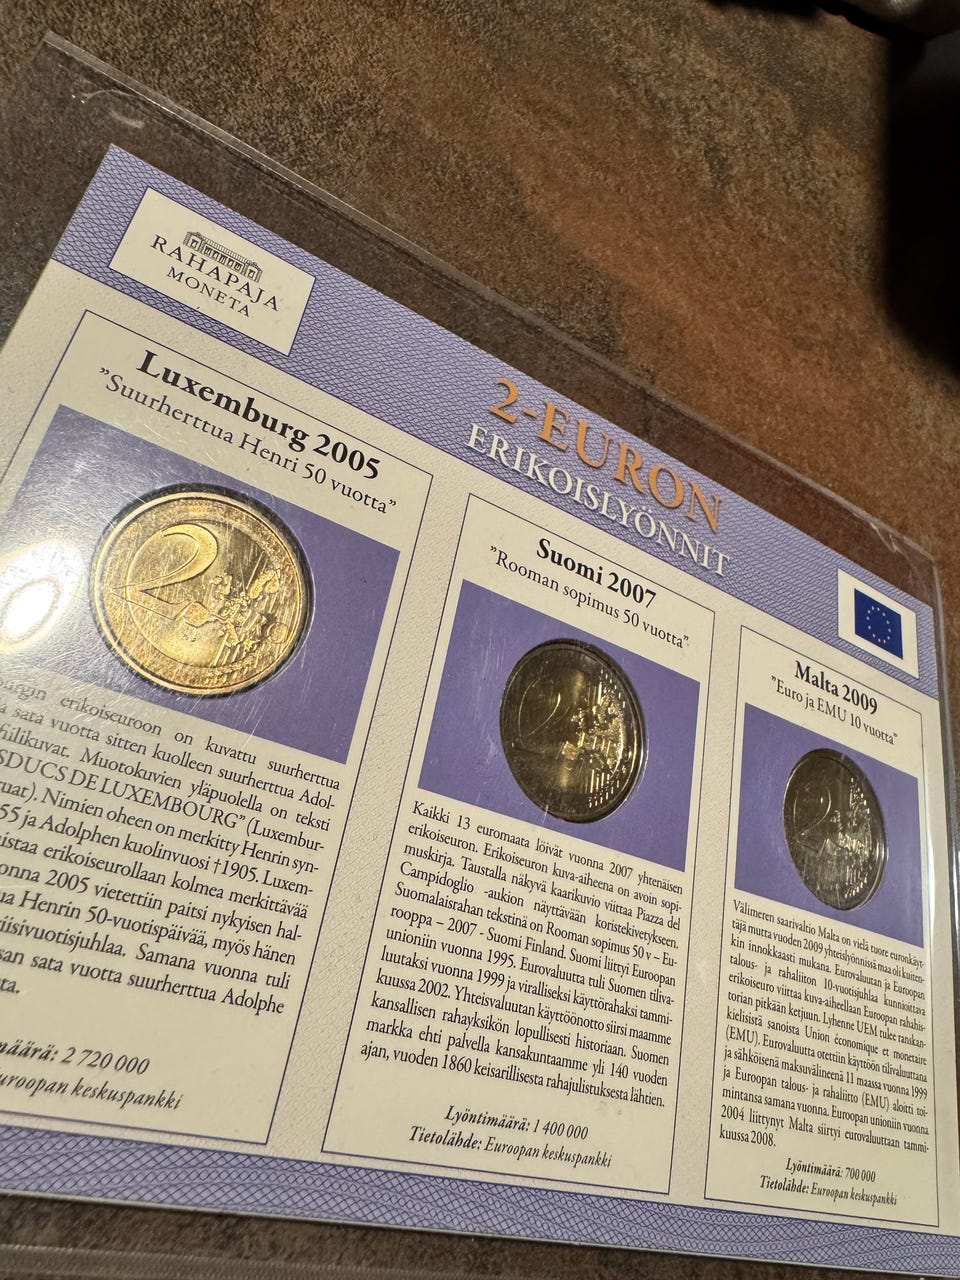 RAHAPAJA
MONETA
2-EURON
ERIKOISLYÖNNIT
Luxemburg 2005
”Suurherttua Henri 50 vuotta”
2
erikoiseuroon on kuvattu suurherttua
sata vuotta sitten kuolleen suurherttua Adol-
Muotokuvien yläpuolella on teksti
DE LUXEMBOURG” (Luxembur-
Nimien oheen on merkitty Henrin syn-
55 ja Adolphen kuolinvuosi †1905. Luxem-
erikoiseurollaan kolmea merkittävää
2005 vietettiin paitsi nykyisen hal-
Henrin 50-vuotispäivää, myös hänen
Samana vuonna tuli
sata vuotta suurherttua Adolphe
2 720 000
keskuspankki
Suomi 2007
”Rooman sopimus 50 vuotta”
2
Kaikki 13 euromaata löivät vuonna 2007 yhtenäisen
erikoiseuron. Erikoiseuron kuva-aiheena on avoin sopi-
muskirja. Taustalla näkyvä kaarikuvio viittaa Piazza del
Campidoglio -aukion näyttävään koristekivetykseen.
Suomalaisrahan tekstinä on Rooman sopimus 50 v – Eu-
rooppa – 2007 - Suomi Finland. Suomi liittyi Euroopan
unioniin vuonna 1995. Eurovaluutta tuli Suomen tiliva-
luutaksi vuonna 1999 ja viralliseksi käyttörahaksi tammi-
kuussa 2002. Yhteisvaluutan käyttöönotto siirsi maamme
kansallisen rahayksikön lopullisesti historiaan. Suomen
markka ehti palvella kansakuntaamme yli 140 vuoden
ajan, vuoden 1860 keisarillisesta rahajulistuksesta lähtien.
Lyöntimäärä: 1 400 000
Tietolähde: Euroopan keskuspankki
Malta 2009
”Euro ja EMU 10 vuotta”
2
Välimeren saarivaltio Malta on vielä tuore euronkäyt-
täjä mutta vuoden 2009 yhteislyönnissä maa oli kuiten-
kin innokkaasti mukana. Eurovaluutan ja Euroopan
talous- ja rahaliiton 10-vuotisjuhlaa kunnioittava
erikoiseuro viittaa kuva-aiheellaan Euroopan rahahis-
torian pitkään ketjuun. Lyhenne UEM tulee ranskan-
kielisistä sanoista Union économique et monetaire
(EMU). Eurovaluutta otettiin käyttöön tilivaluuttana
ja sähköisenä maksuvälineenä 11 maassa vuonna 1999
ja Euroopan talous- ja rahaliitto (EMU) aloitti toi-
mintansa samana vuonna. Euroopan unioniin vuonna
2004 liittynyt Malta siirtyi eurovaluuttaan tammi-
kuussa 2008.
Lyöntimäärä: 700 000
Tietolähde: Euroopan keskuspankki